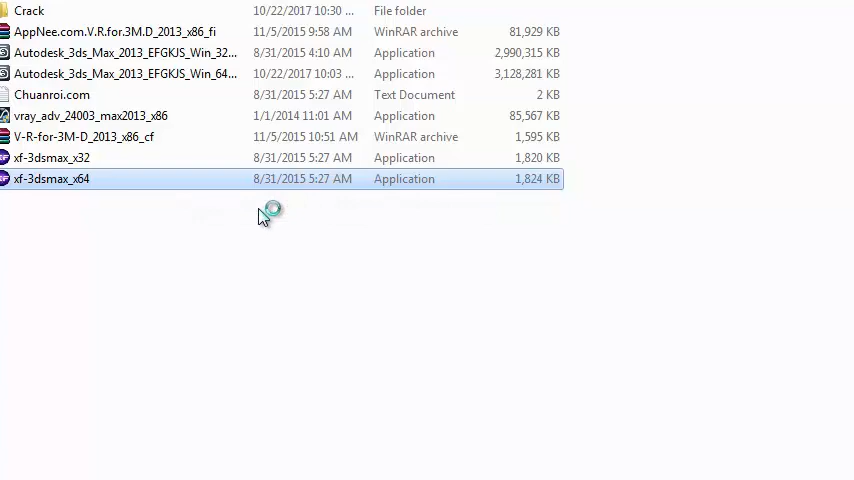 Crack 10/22/2017 10:30 ... File folder
AppNee.com.V.R.for.3M.D_2013_x86_fi 11/5/2015 9:58 AM WinRAR archive 81,929 KB
Autodesk_3ds_Max_2013_EFGKJS_Win_32... 8/31/2015 4:10 AM Application 2,990,315 KB
Autodesk_3ds_Max_2013_EFGKJS_Win_64... 10/22/2017 10:03 ... Application 3,128,281 KB
Chuanroi.com 8/31/2015 5:27 AM Text Document 2 KB
vray_adv_24003_max2013_x86 1/1/2014 11:01 AM Application 85,567 KB
V-R-for-3M-D_2013_x86_cf 11/5/2015 10:51 AM WinRAR archive 1,595 KB
xf-3dsmax_x32 8/31/2015 5:27 AM Application 1,820 KB
xf-3dsmax_x64 8/31/2015 5:27 AM Application 1,824 KB